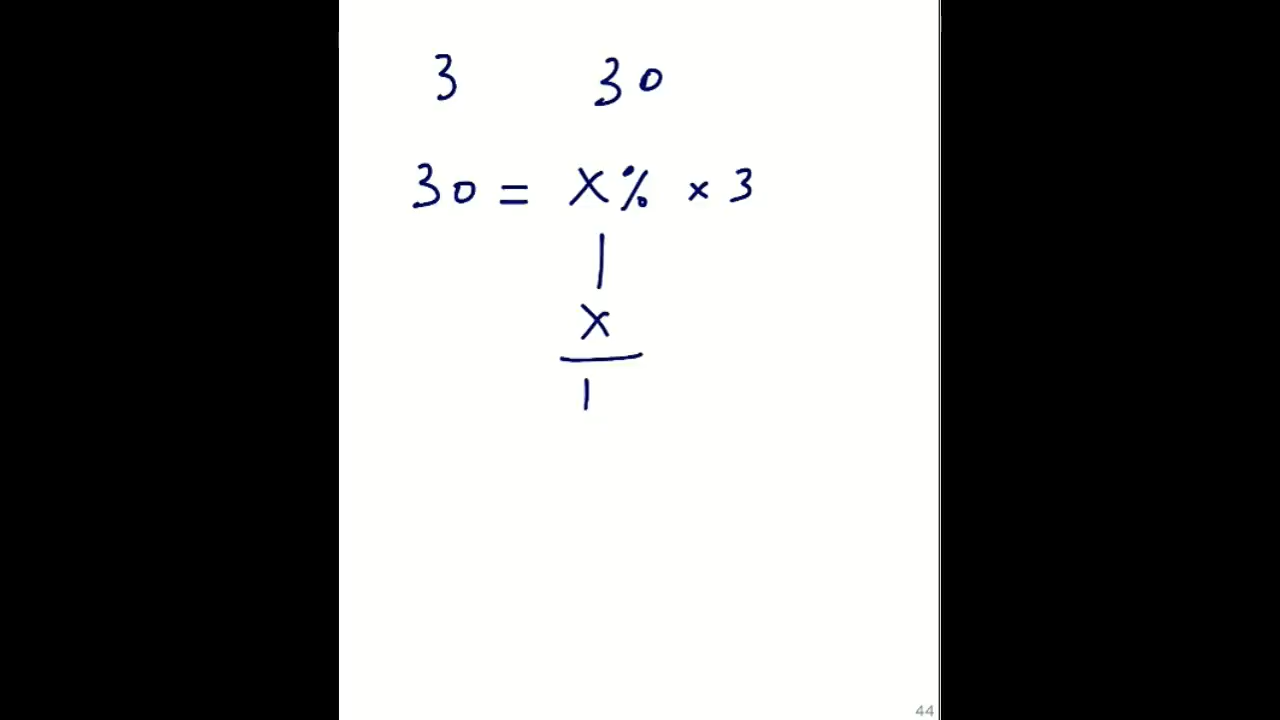 3 30
30 = X% × 3
|
X
1
44